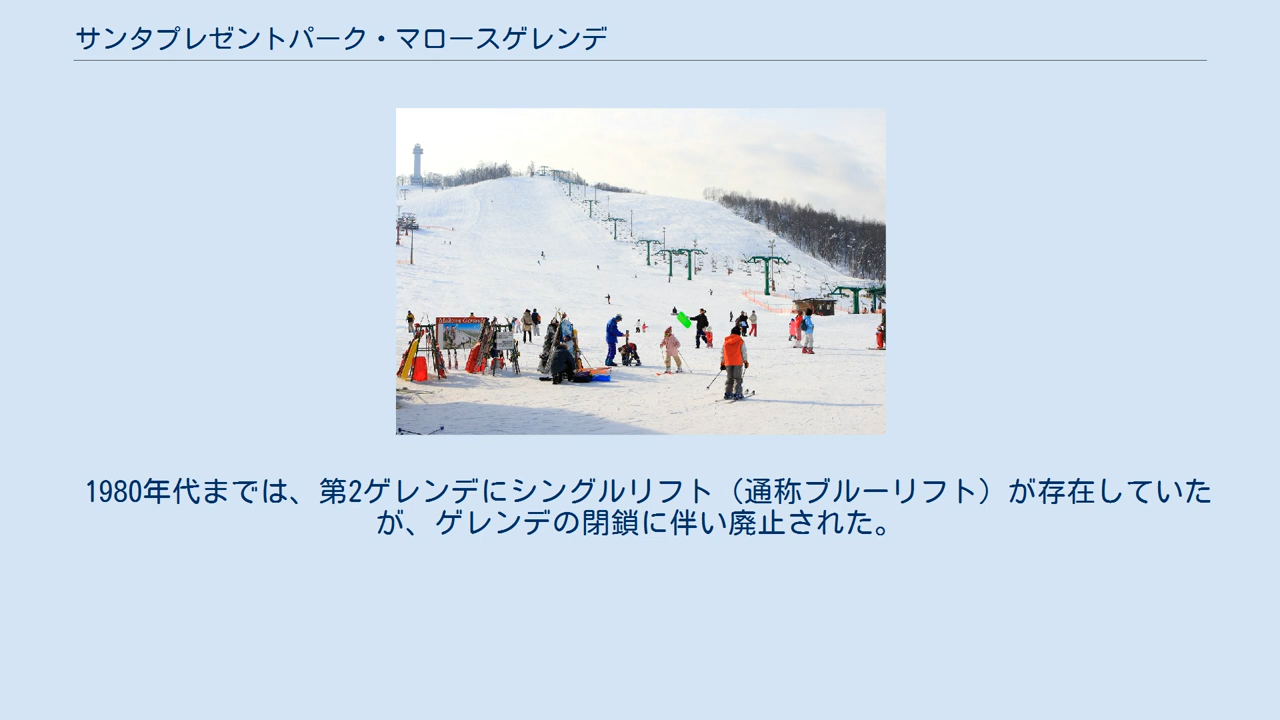 サンタプレゼントパーク・マロースゲレンデ
1980年代までは、第2ゲレンデにシングルリフト（通称ブルーリフト）が存在していた
が、ゲレンデの閉鎖に伴い廃止された。